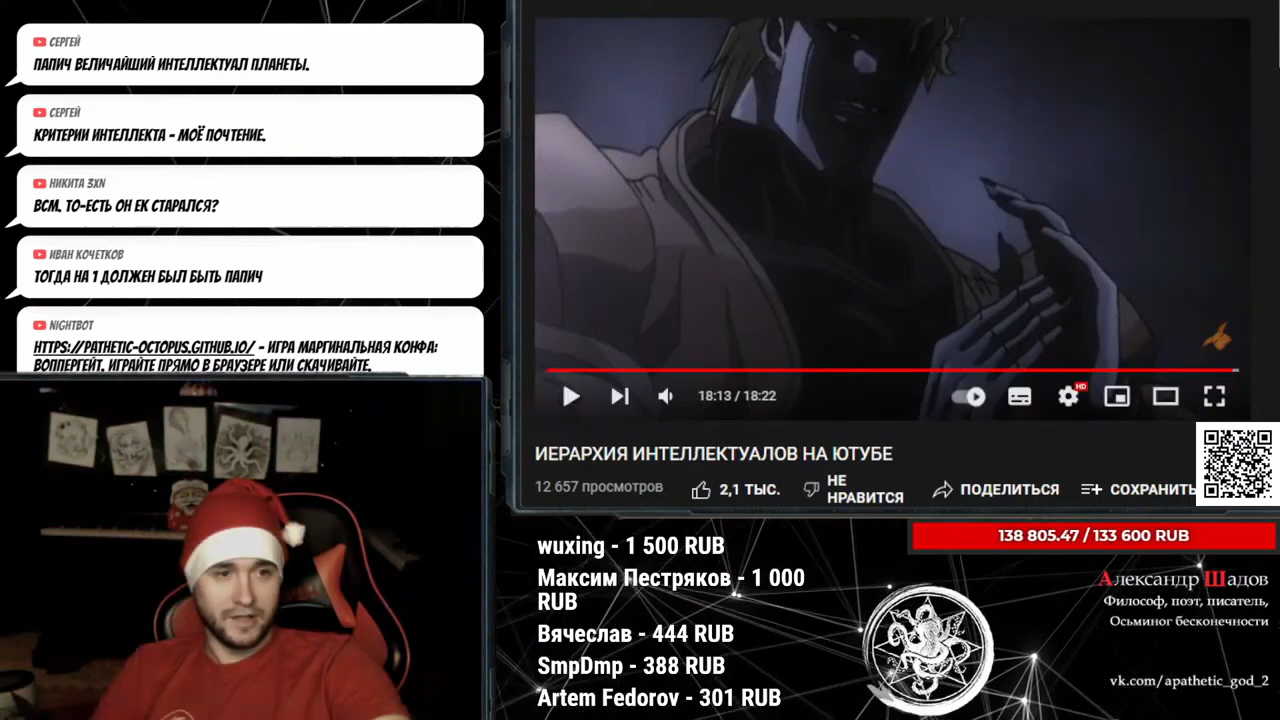 СЕРГЕЙ
ПАПИЧ ВЕЛИЧАЙШИЙ ИНТЕЛЛЕКТУАЛ ПЛАНЕТЫ.
СЕРГЕЙ
КРИТЕРИИ ИНТЕЛЛЕКТА - МОЁ ПОЧТЕНИЕ.
НИКИТА ЗXN
ВСМ. ТО-ЕСТЬ ОН ЕК СТАРАЛСЯ?
ИВАН КОЧЕТКОВ
ТОГДА НА 1 ДОЛЖЕН БЫЛ БЫТЬ ПАПИЧ
NIGHTBOT
HTTPS://PATHETIC-OCTOPUS.GITHUB.IO/ - ИГРА МАРГИНАЛЬНАЯ КОНФА:
ВОППЕРГЕЙТ. ИГРАЙТЕ ПРЯМО В БРАУЗЕРЕ ИЛИ СКАЧИВАЙТЕ.
18:13 / 18:22
HD
ИЕРАРХИЯ ИНТЕЛЛЕКТУАЛОВ НА ЮТУБЕ
12 657 просмотров
2,1 ТЫС.
НЕ
НРАВИТСЯ
ПОДЕЛИТЬСЯ
СОХРАНИТЬ
138 805.47 / 133 600 RUB
wuxing - 1 500 RUB
Максим Пестряков - 1 000
RUB
Вячеслав - 444 RUB
SmpDmp - 388 RUB
Artem Fedorov - 301 RUB
Александр Шадов
Философ, поэт, писатель,
Осьминог бесконечности
vk.com/apathetic_god_2